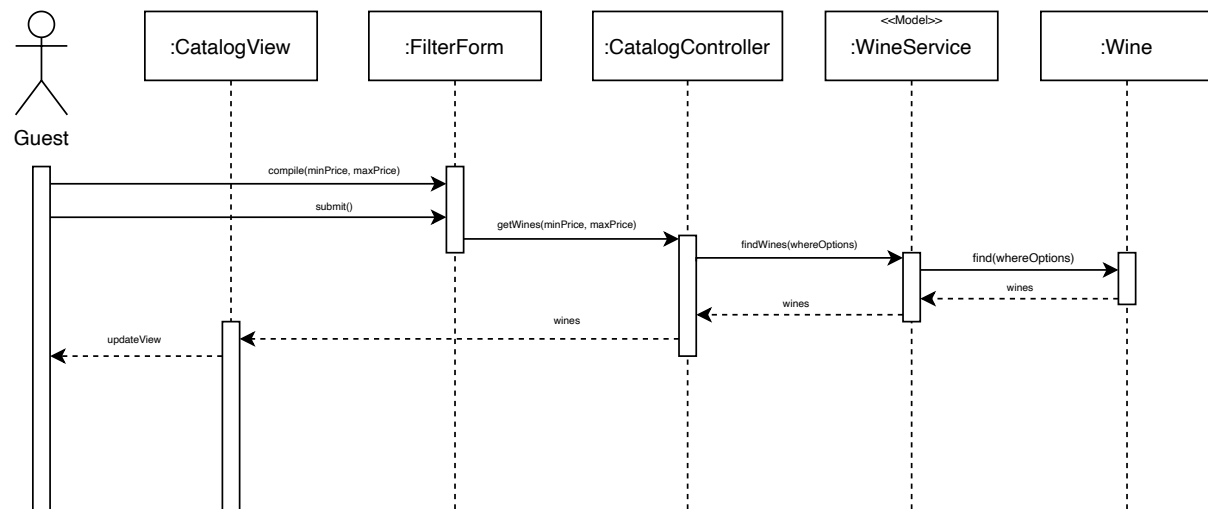 <<Model>>
:CatalogView
:FilterForm
:CatalogController
:WineService
:Wine
Guest
compile(minPrice, maxPrice)
submit()
getWines(minPrice, maxPrice)
findWines(whereOptions)
find(whereOptions)
wines
wines
wines
updateView